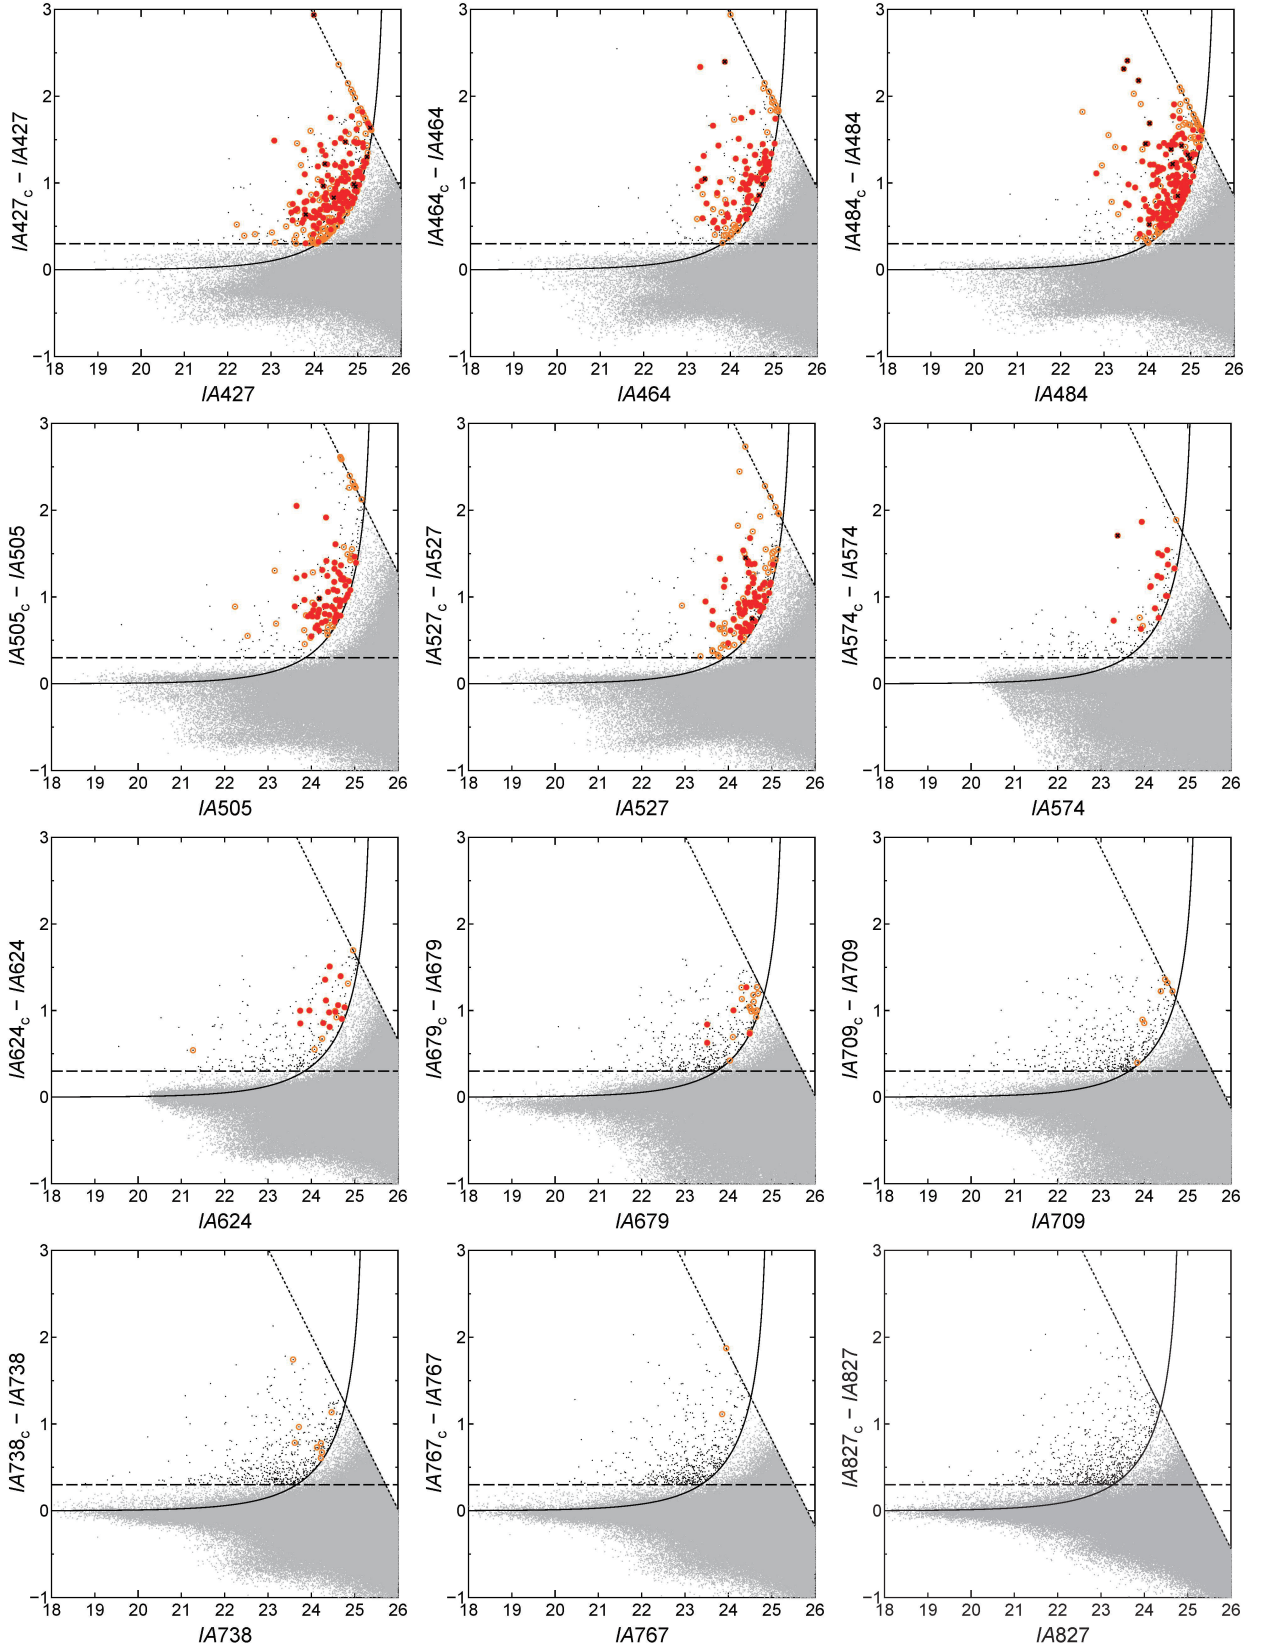 3
2
1
0
−1
18 19 20 21 22 23 24 25 26
IA427
IA427c − IA427
3
2
1
0
−1
18 19 20 21 22 23 24 25 26
IA464
IA464c − IA464
3
2
1
0
−1
18 19 20 21 22 23 24 25 26
IA484
IA484c − IA484
3
2
1
0
−1
18 19 20 21 22 23 24 25 26
IA505
IA505c − IA505
3
2
1
0
−1
18 19 20 21 22 23 24 25 26
IA527
IA527c − IA527
3
2
1
0
−1
18 19 20 21 22 23 24 25 26
IA574
IA574c − IA574
3
2
1
0
−1
18 19 20 21 22 23 24 25 26
IA624
IA624c − IA624
3
2
1
0
−1
18 19 20 21 22 23 24 25 26
IA679
IA679c − IA679
3
2
1
0
−1
18 19 20 21 22 23 24 25 26
IA709
IA709c − IA709
3
2
1
0
−1
18 19 20 21 22 23 24 25 26
IA738
IA738c − IA738
3
2
1
0
−1
18 19 20 21 22 23 24 25 26
IA767
IA767c − IA767
3
2
1
0
−1
18 19 20 21 22 23 24 25 26
IA827
IA827c − IA827